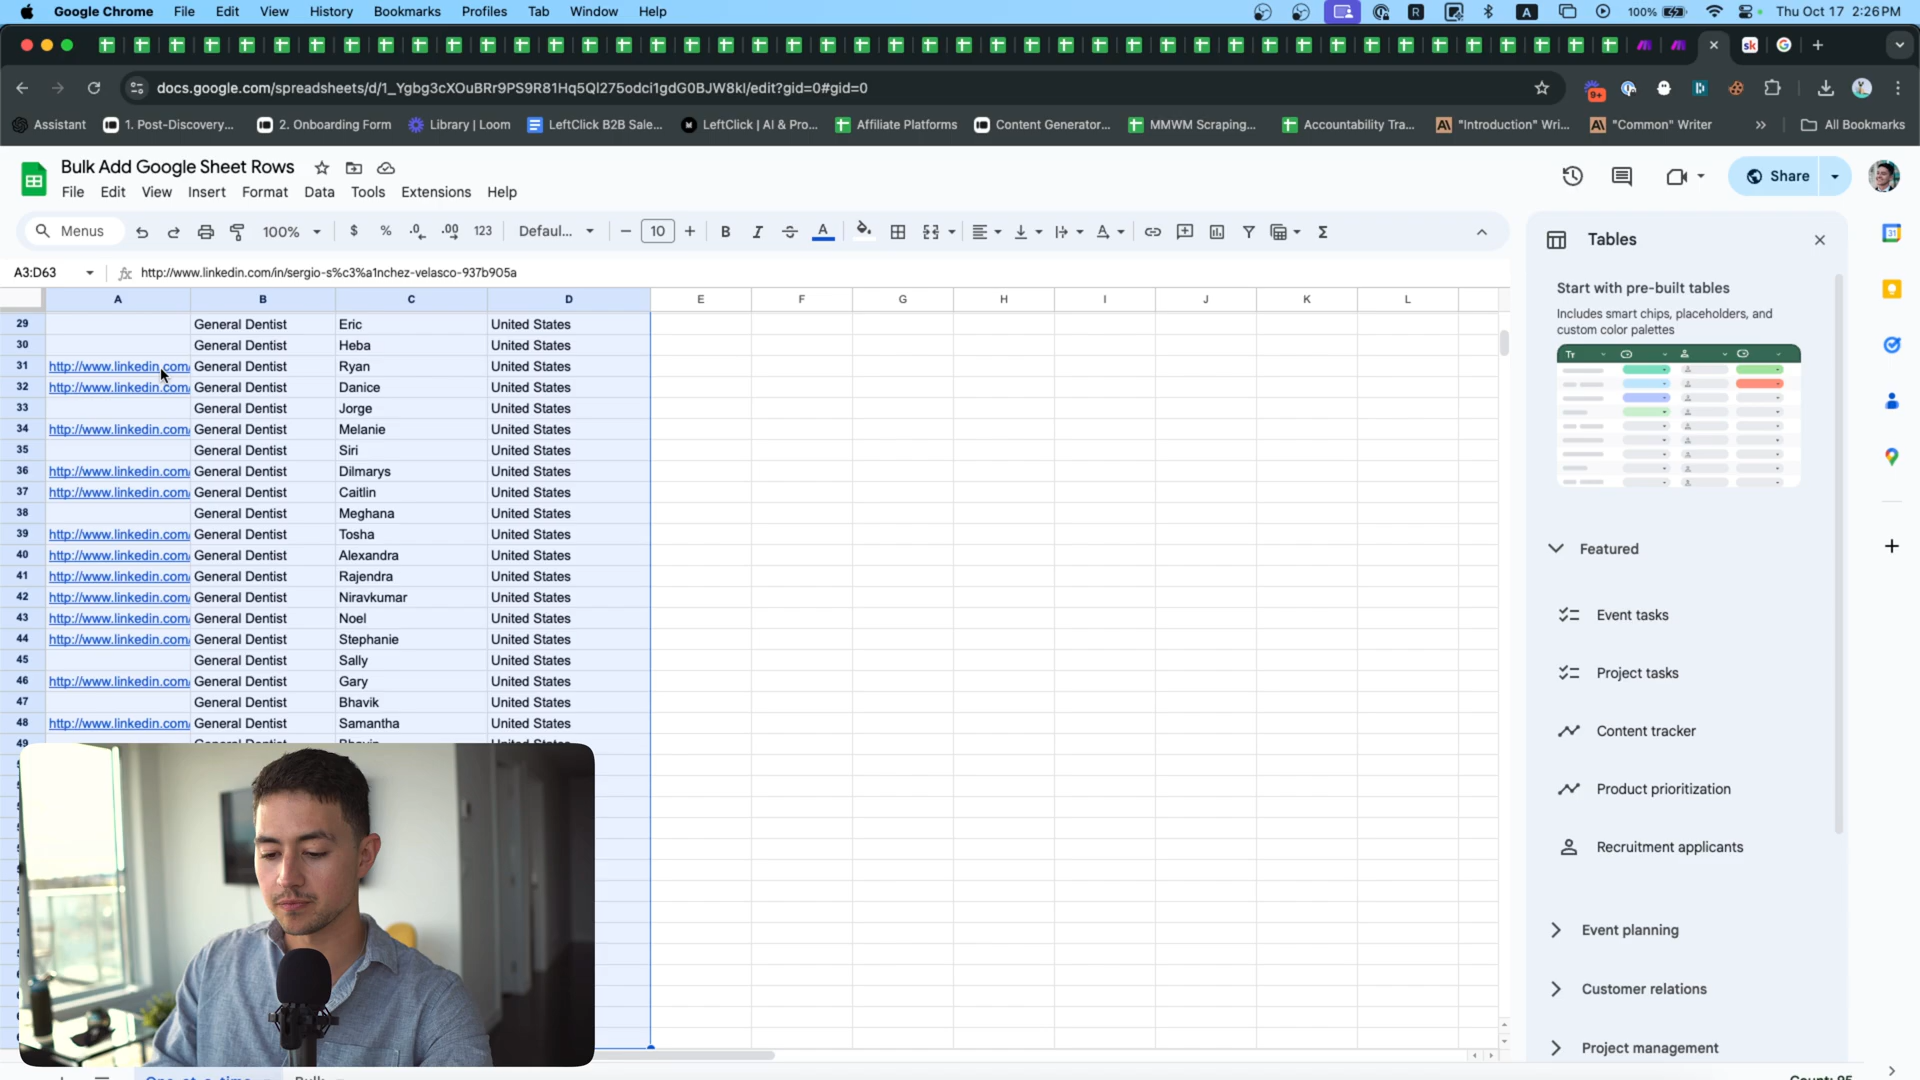 Google Chrome File Edit View History Bookmarks Profiles Tab Window Help 100% Thu Oct 17 2:26 PM
docs.google.com/spreadsheets/d/1_Ygbg3cXOuBRr9PS9R81Hq5Ql275odci1gdG0BJW8kI/edit?gid=0#gid=0
Assistant 1. Post-Discovery... 2. Onboarding Form Library | Loom LeftClick B2B Sale... LeftClick | AI & Pro... Affiliate Platforms Content Generator... MMWM Scraping... Accountability Tra... "Introduction" Wri... "Common" Writer All Bookmarks
Bulk Add Google Sheet Rows
File Edit View Insert Format Data Tools Extensions Help
Share
Menus 100% $ % .0 .00 123 Defaul... 10 B I A
A3:D63 fx http://www.linkedin.com/in/sergio-s%c3%a1nchez-velasco-937b905a
A B C D E F G H I J K L
29 General Dentist Eric United States
30 General Dentist Heba United States
31 http://www.linkedin.com/ General Dentist Ryan United States
32 http://www.linkedin.com/ General Dentist Danice United States
33 General Dentist Jorge United States
34 http://www.linkedin.com/ General Dentist Melanie United States
35 General Dentist Siri United States
36 http://www.linkedin.com/ General Dentist Dilmarys United States
37 http://www.linkedin.com/ General Dentist Caitlin United States
38 General Dentist Meghana United States
39 http://www.linkedin.com/ General Dentist Tosha United States
40 http://www.linkedin.com/ General Dentist Alexandra United States
41 http://www.linkedin.com/ General Dentist Rajendra United States
42 http://www.linkedin.com/ General Dentist Niravkumar United States
43 http://www.linkedin.com/ General Dentist Noel United States
44 http://www.linkedin.com/ General Dentist Stephanie United States
45 General Dentist Sally United States
46 http://www.linkedin.com/ General Dentist Gary United States
47 General Dentist Bhavik United States
48 http://www.linkedin.com/ General Dentist Samantha United States
49 General Dentist Bhavin United States
Tables
Start with pre-built tables
Includes smart chips, placeholders, and
custom color palettes
Featured
Event tasks
Project tasks
Content tracker
Product prioritization
Recruitment applicants
Event planning
Customer relations
Project management